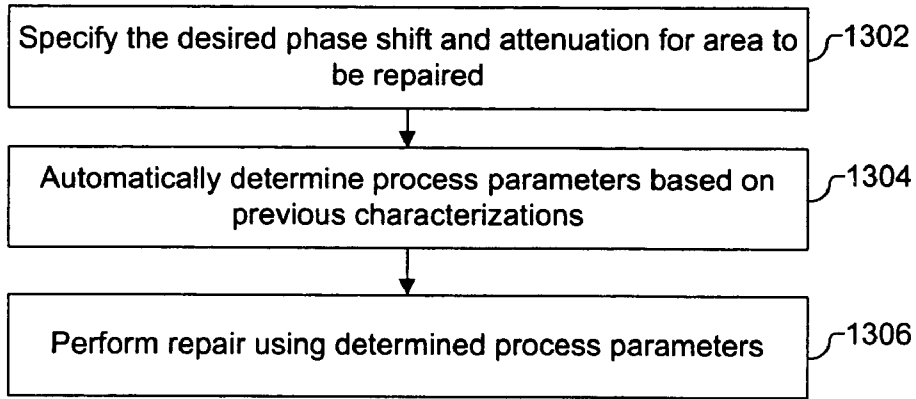 Specify the desired phase shift and attenuation for area to
be repaired
1302
Automatically determine process parameters based on
previous characterizations
1304
Perform repair using determined process parameters
1306